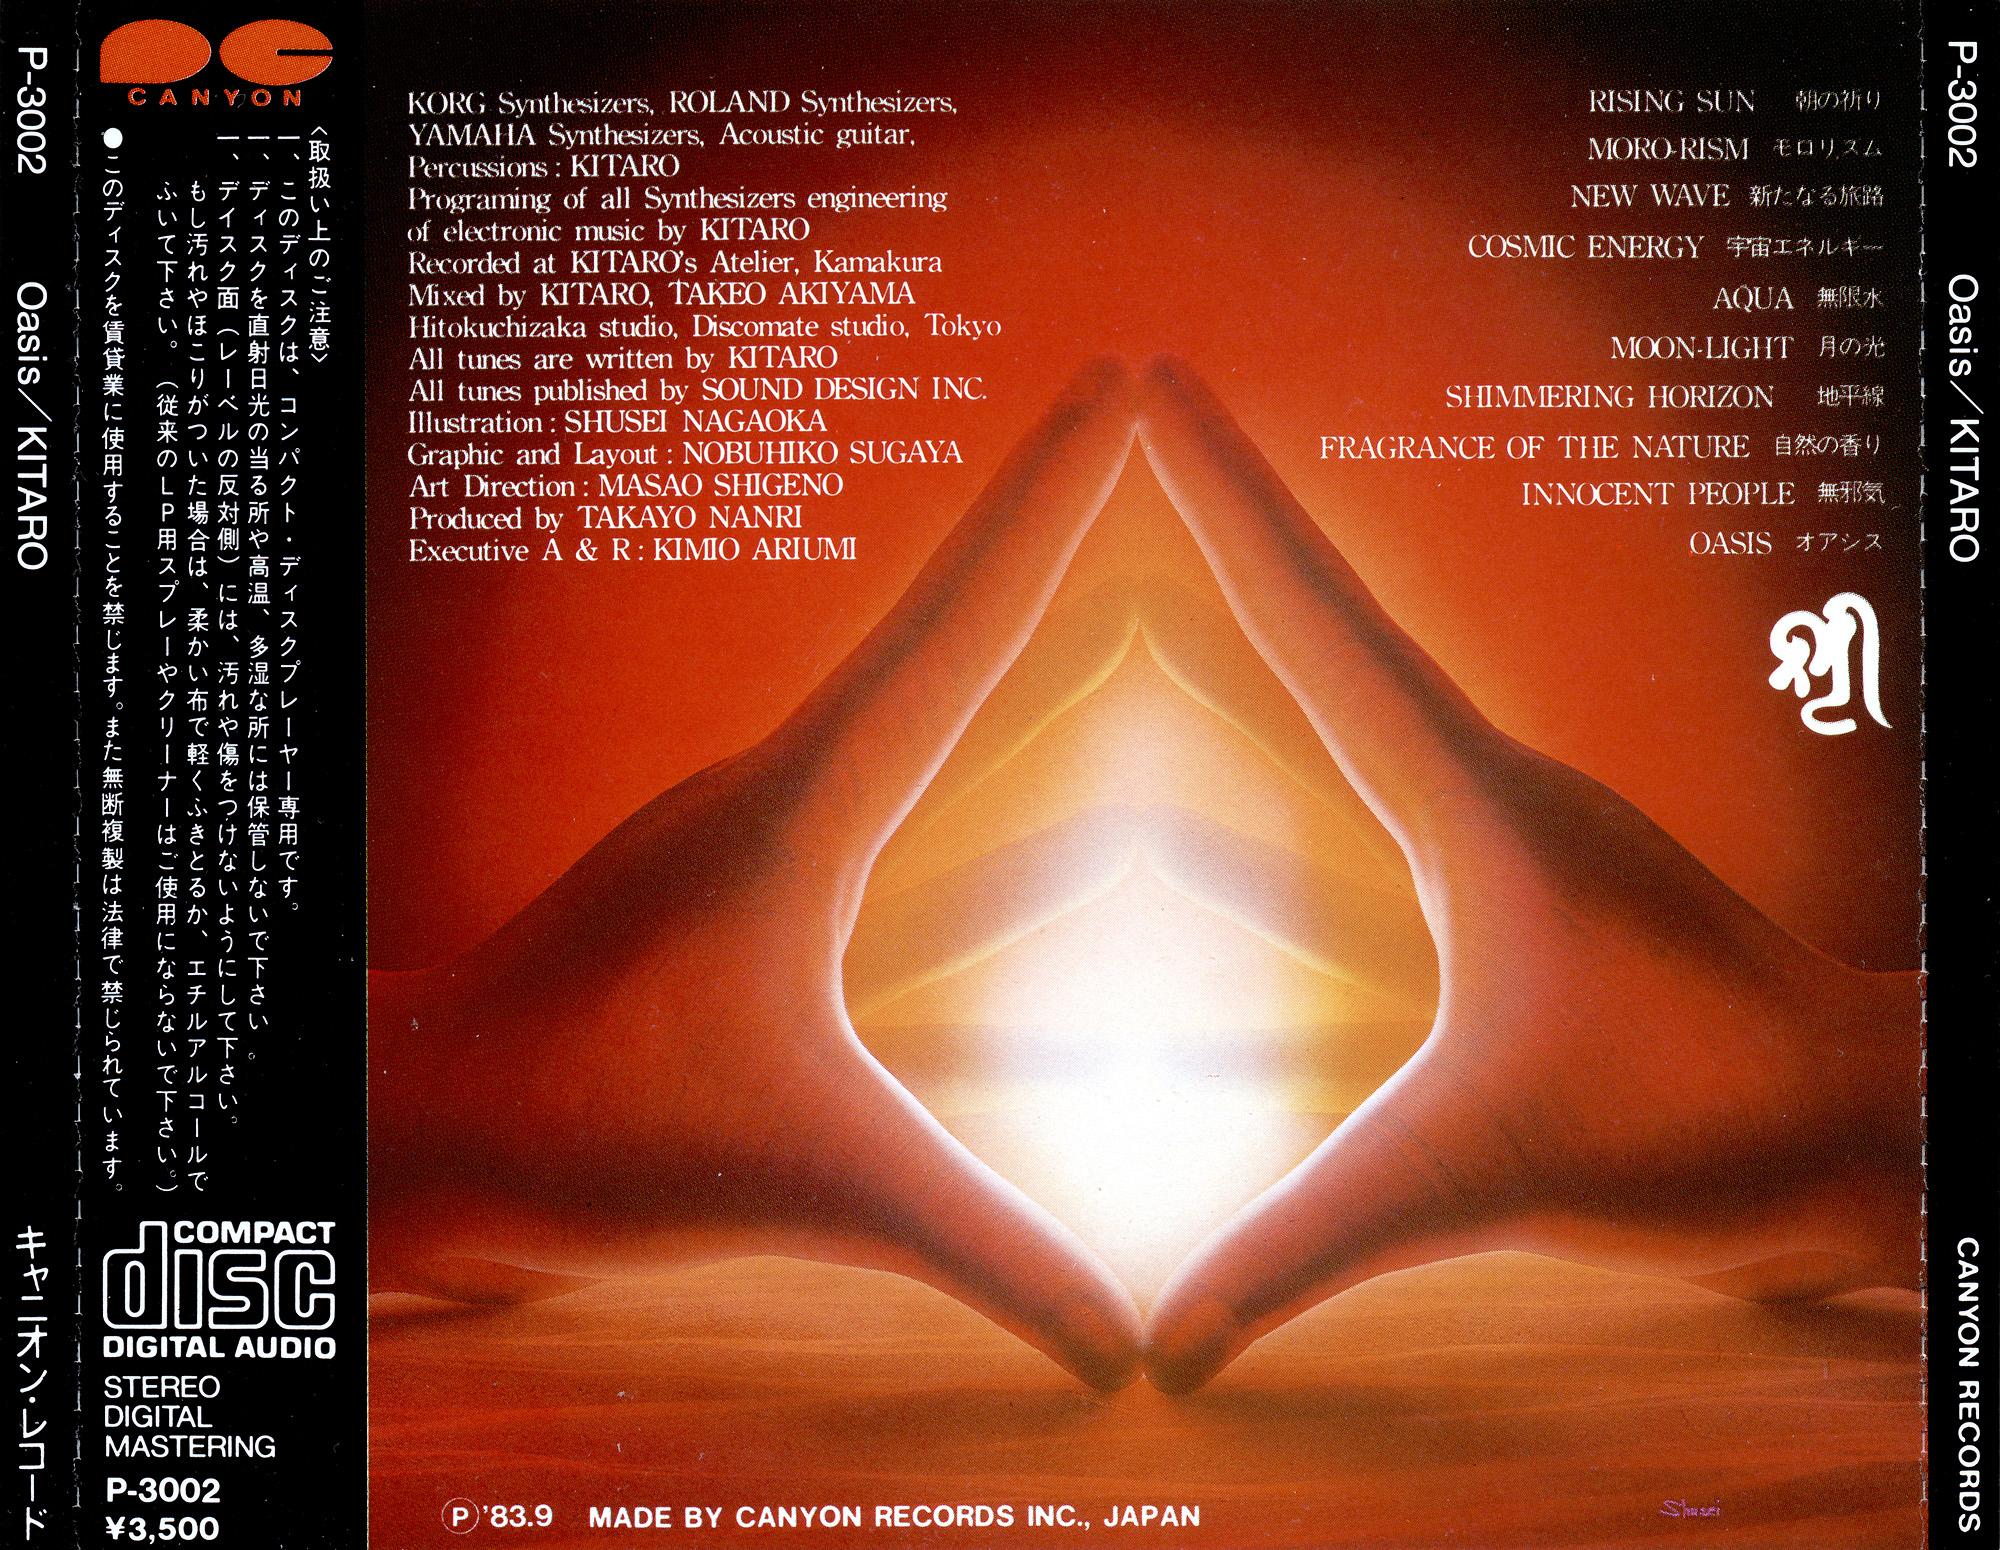 P-3002 Oasis／KITARO キャニオン・レコード
CANYON
〈取扱い上のご注意〉
一、このディスクは、コンパクト・ディスクプレーヤー専用です。
一、ディスクを直射日光の当る所や高温、多湿な所には保管しないで下さい。
一、デイスク面（レーベルの反対側）には、汚れや傷をつけないようにして下さい。
もし汚れやほこりがついた場合は、柔かい布で軽くふきとるか、エチルアルコールで
ふいて下さい。（従来のＬＰ用スプレーやクリーナーはご使用にならないで下さい。）
●このディスクを賃貸業に使用することを禁じます。また無断複製は法律で禁じられています。
COMPACT
disc
DIGITAL AUDIO
STEREO
DIGITAL
MASTERING
P-3002
¥3,500
KORG Synthesizers, ROLAND Synthesizers,
YAMAHA Synthesizers, Acoustic guitar,
Percussions : KITARO
Programing of all Synthesizers engineering
of electronic music by KITARO
Recorded at KITARO's Atelier, Kamakura
Mixed by KITARO, TAKEO AKIYAMA
Hitokuchizaka studio, Discomate studio, Tokyo
All tunes are written by KITARO
All tunes published by SOUND DESIGN INC.
Illustration : SHUSEI NAGAOKA
Graphic and Layout : NOBUHIKO SUGAYA
Art Direction : MASAO SHIGENO
Produced by TAKAYO NANRI
Executive A & R : KIMIO ARIUMI
RISING SUN 朝の祈り
MORO-RISM モロリズム
NEW WAVE 新たなる旅路
COSMIC ENERGY 宇宙エネルギー
AQUA 無限水
MOON-LIGHT 月の光
SHIMMERING HORIZON 地平線
FRAGRANCE OF THE NATURE 自然の香り
INNOCENT PEOPLE 無邪気
OASIS オアシス
Ⓟ'83.9 MADE BY CANYON RECORDS INC., JAPAN
Shusei
P-3002 Oasis／KITARO CANYON RECORDS